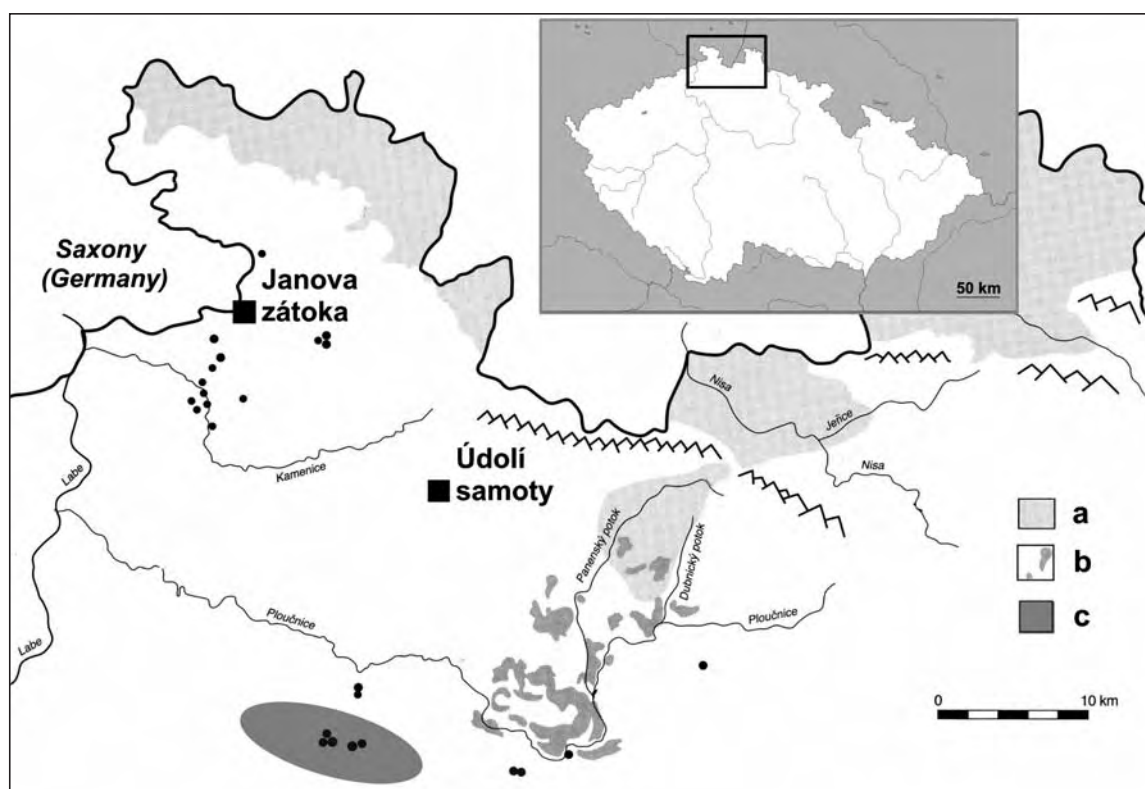 50 km
Saxony
(Germany)
Janova
zátoka
Nisa
Jeřice
Nisa
Labe
Kamenice
Údolí
samoty
a
b
c
Panenský potok
Dubnický potok
Ploučnice
Ploučnice
Labe
0
10 km